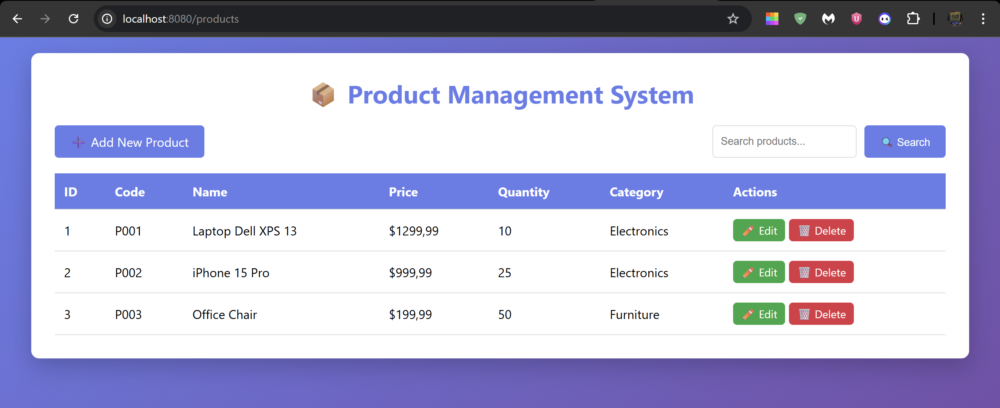 localhost:8080/products
Product Management System
Add New Product
Search products...
Search
ID Code Name Price Quantity Category Actions
1 P001 Laptop Dell XPS 13 $1299,99 10 Electronics Edit Delete
2 P002 iPhone 15 Pro $999,99 25 Electronics Edit Delete
3 P003 Office Chair $199,99 50 Furniture Edit Delete